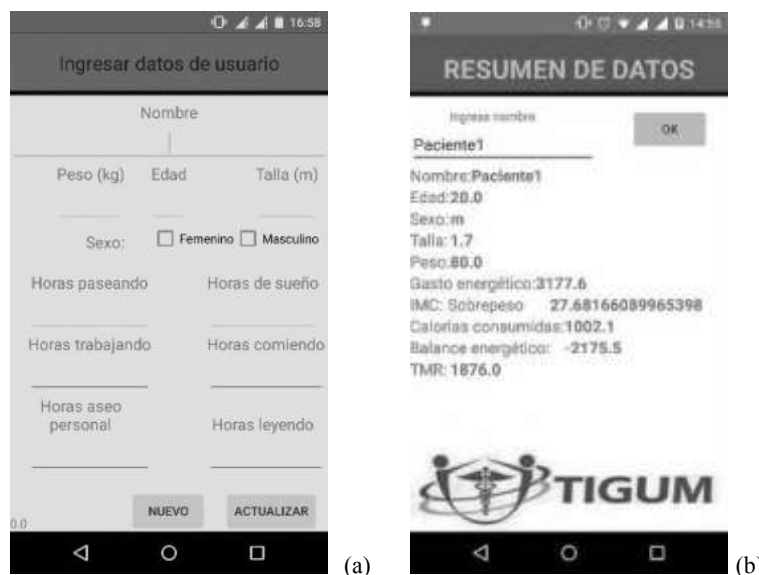 16:58
Ingresar datos de usuario
Nombre
Peso (kg) Edad Talla (m)
Sexo: Femenino Masculino
Horas paseando Horas de sueño
Horas trabajando Horas comiendo
Horas aseo
personal Horas leyendo
0.0
NUEVO ACTUALIZAR
(a)
RESUMEN DE DATOS
Ingrese nombre
OK
Paciente1
Nombre:Paciente1
Edad:20.0
Sexo:m
Talla:1.7
Peso:80.0
Gasto energético:3177.6
IMC: Sobrepeso 27.68166089965398
Calorías consumidas:1002.1
Balance energético: -2175.5
TMR: 1876.0
TIGUM
(b)